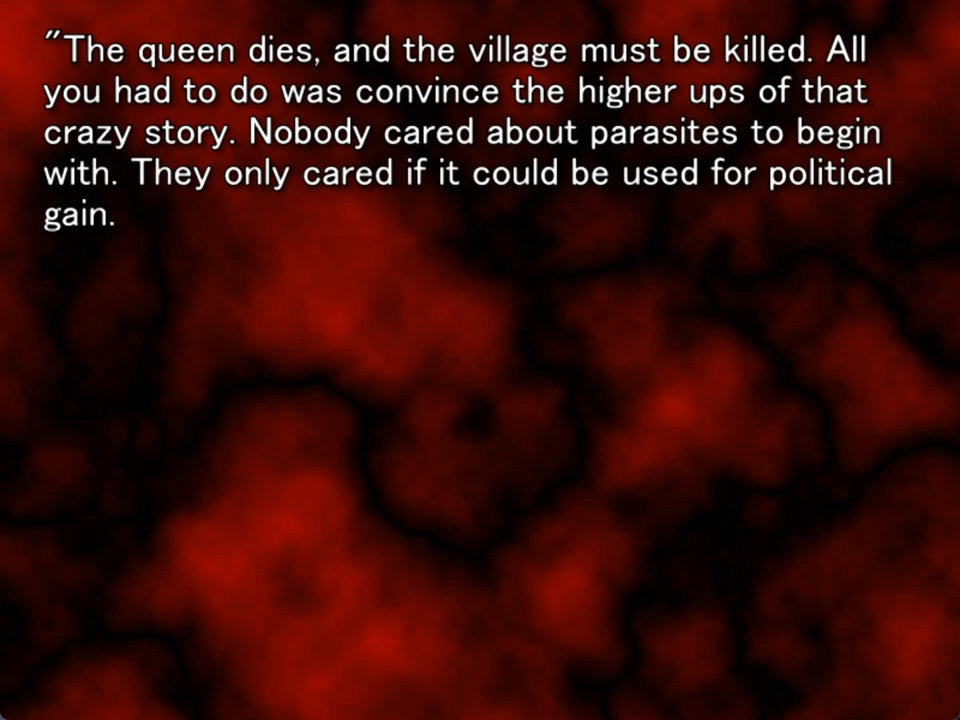 "The queen dies, and the village must be killed. All
you had to do was convince the higher ups of that
crazy story. Nobody cared about parasites to begin
with. They only cared if it could be used for political
gain.